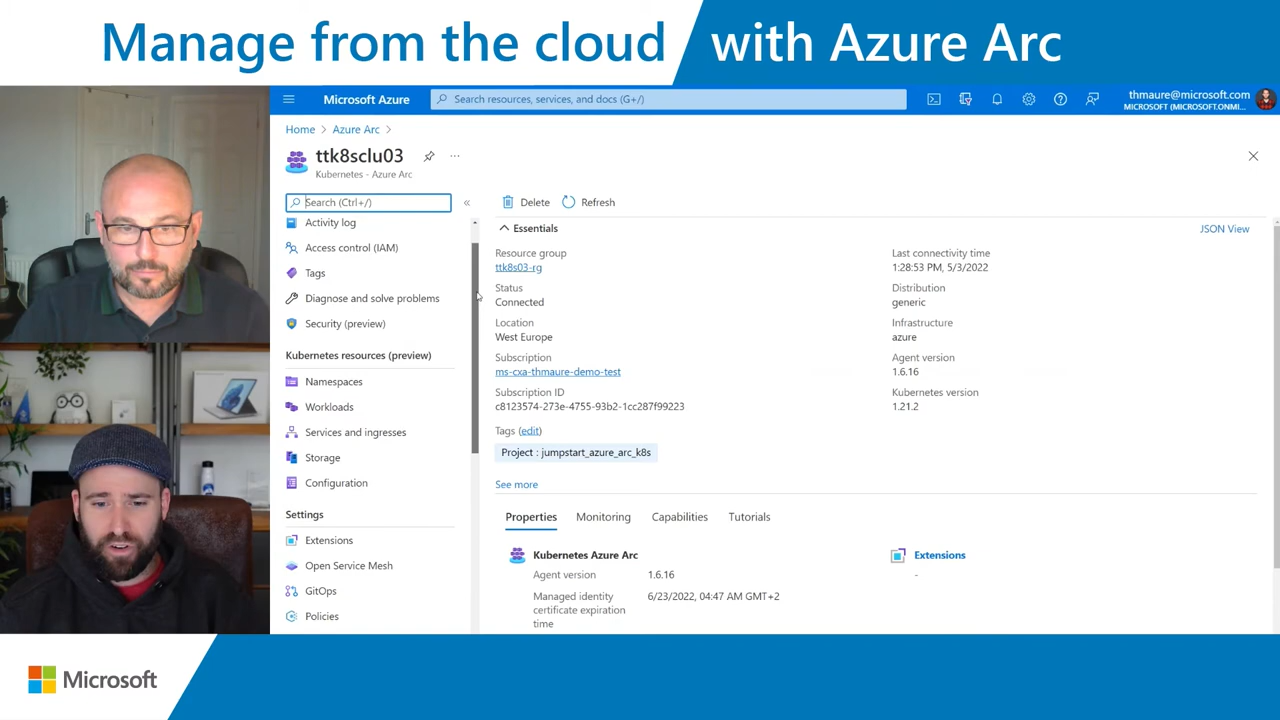 Manage from the cloud with Azure Arc
Microsoft Azure
Search resources, services, and docs (G+/)
thmaure@microsoft.com
MICROSOFT (MICROSOFT.ONMI...
Home > Azure Arc >
ttk8sclu03
Kubernetes - Azure Arc
Search (Ctrl+/)
Delete
Refresh
Activity log
Access control (IAM)
Tags
Diagnose and solve problems
Security (preview)
Kubernetes resources (preview)
Namespaces
Workloads
Services and ingresses
Storage
Configuration
Settings
Extensions
Open Service Mesh
GitOps
Policies
Essentials
JSON View
Resource group
ttk8s03-rg
Status
Connected
Location
West Europe
Subscription
ms-cxa-thmaure-demo-test
Subscription ID
c8123574-273e-4755-93b2-1cc287f99223
Last connectivity time
1:28:53 PM, 5/3/2022
Distribution
generic
Infrastructure
azure
Agent version
1.6.16
Kubernetes version
1.21.2
Tags (edit)
Project : jumpstart_azure_arc_k8s
See more
Properties
Monitoring
Capabilities
Tutorials
Kubernetes Azure Arc
Agent version 1.6.16
Managed identity 6/23/2022, 04:47 AM GMT+2
certificate expiration
time
Extensions
-
Microsoft